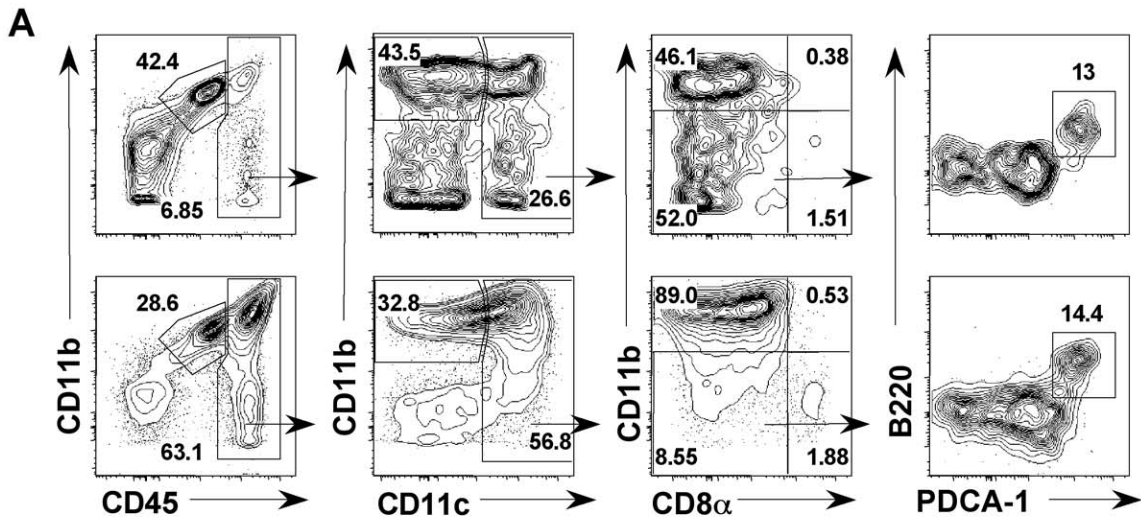 A
42.4
6.85
43.5
26.6
46.1
0.38
52.0
1.51
13
CD11b
CD11b
CD11b
B220
28.6
63.1
32.8
56.8
89.0
0.53
8.55
1.88
14.4
CD45
CD11c
CD8α
PDCA-1